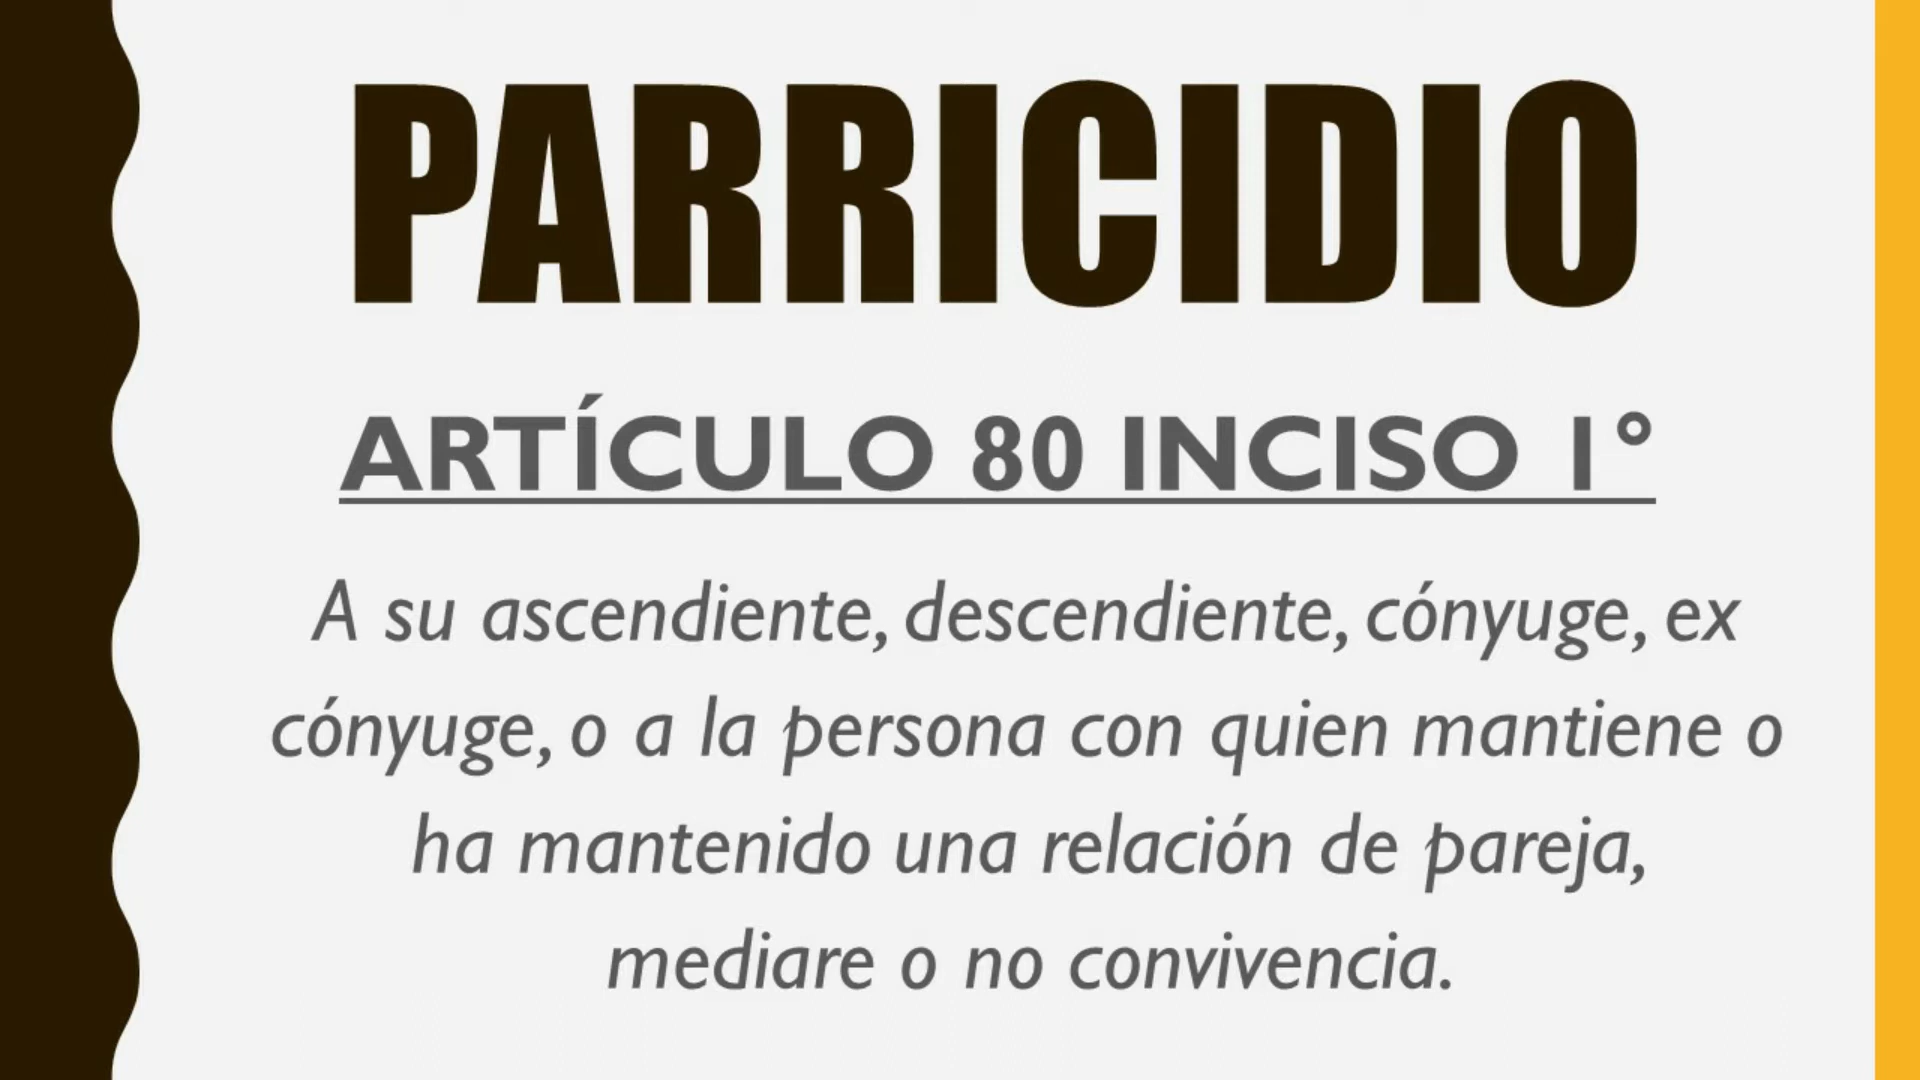 PARRICIDIO
ARTÍCULO 80 INCISO 1°
A su ascendiente, descendiente, cónyuge, ex
cónyuge, o a la persona con quien mantiene o
ha mantenido una relación de pareja,
mediare o no convivencia.